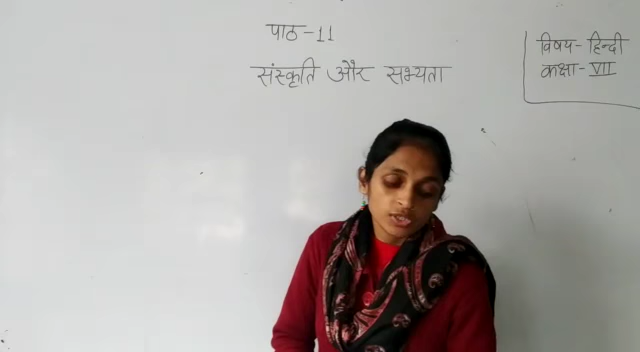 पाठ-11
संस्कृति और सभ्यता
विषय- हिन्दी
कक्षा- VII